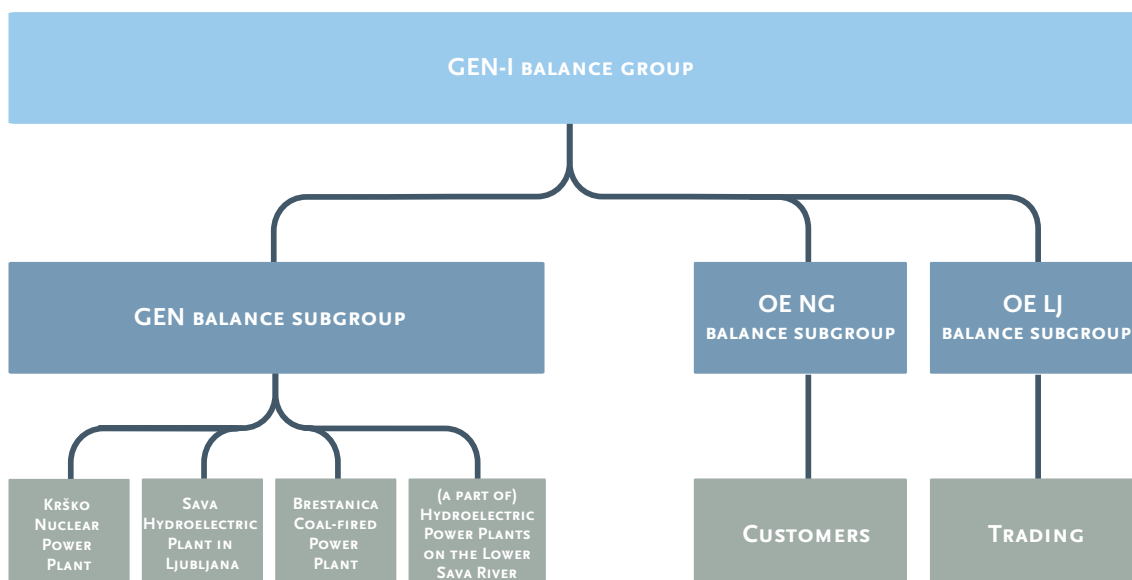 GEN-I BALANCE GROUP
GEN BALANCE SUBGROUP
OE NG
BALANCE SUBGROUP
OE LJ
BALANCE SUBGROUP
KRŠKO
NUCLEAR
POWER
PLANT
SAVA
HYDROELECTRIC
PLANT IN
LJUBLJANA
BRESTANICA
COAL-FIRED
POWER
PLANT
(A PART OF)
HYDROELECTRIC
POWER PLANTS
ON THE LOWER
SAVA RIVER
CUSTOMERS
TRADING